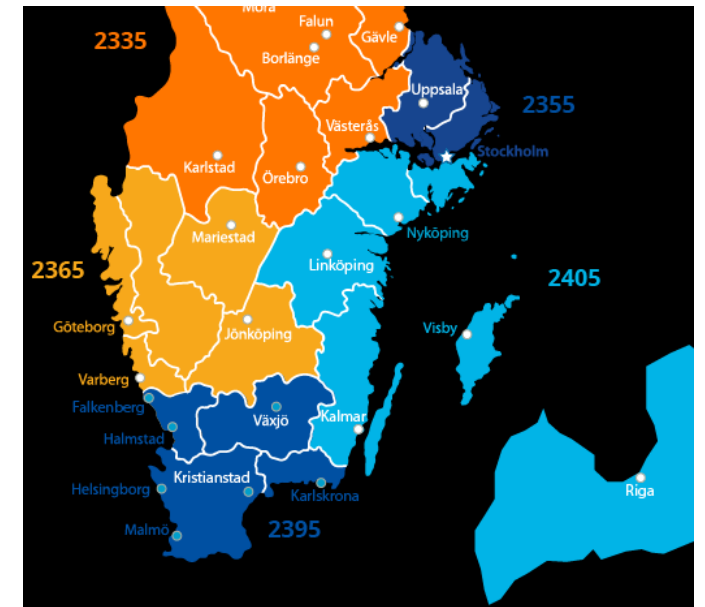 Mora
Falun
2335
Gävle
Borlänge
Uppsala
2355
Västerås
Stockholm
Karlstad
Örebro
Mariestad
Nyköping
2365
Linköping
2405
Göteborg
Jönköping
Visby
Varberg
Falkenberg
Växjö
Kalmar
Halmstad
Kristianstad
Helsingborg
Karlskrona
Riga
Malmö
2395